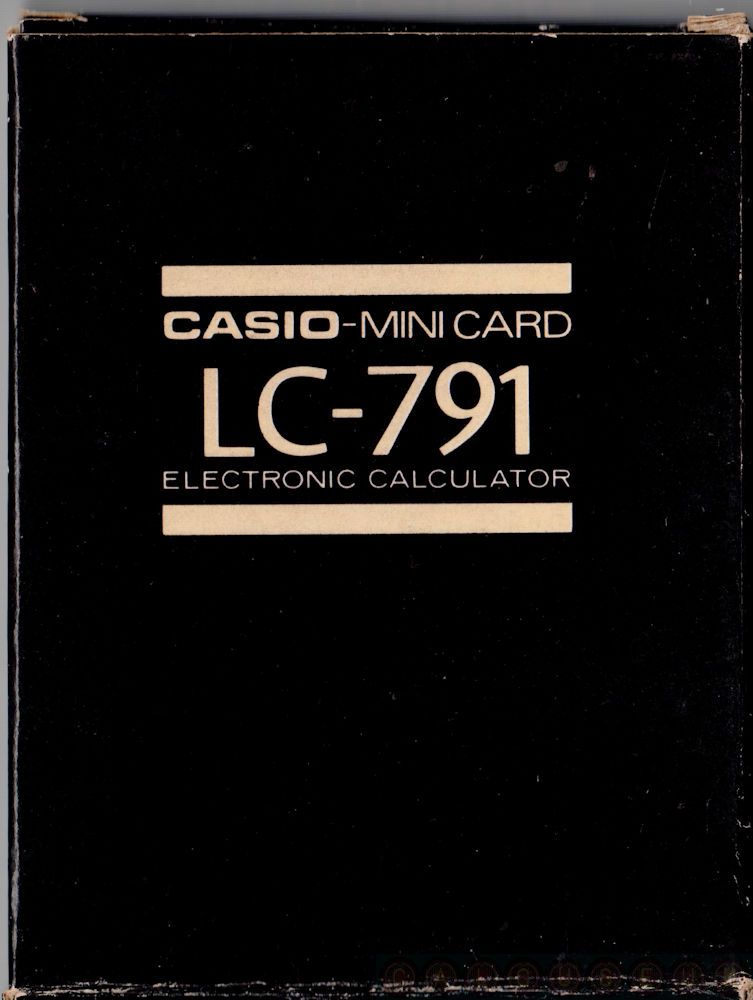 CASIO-MINI CARD
LC-791
ELECTRONIC CALCULATOR